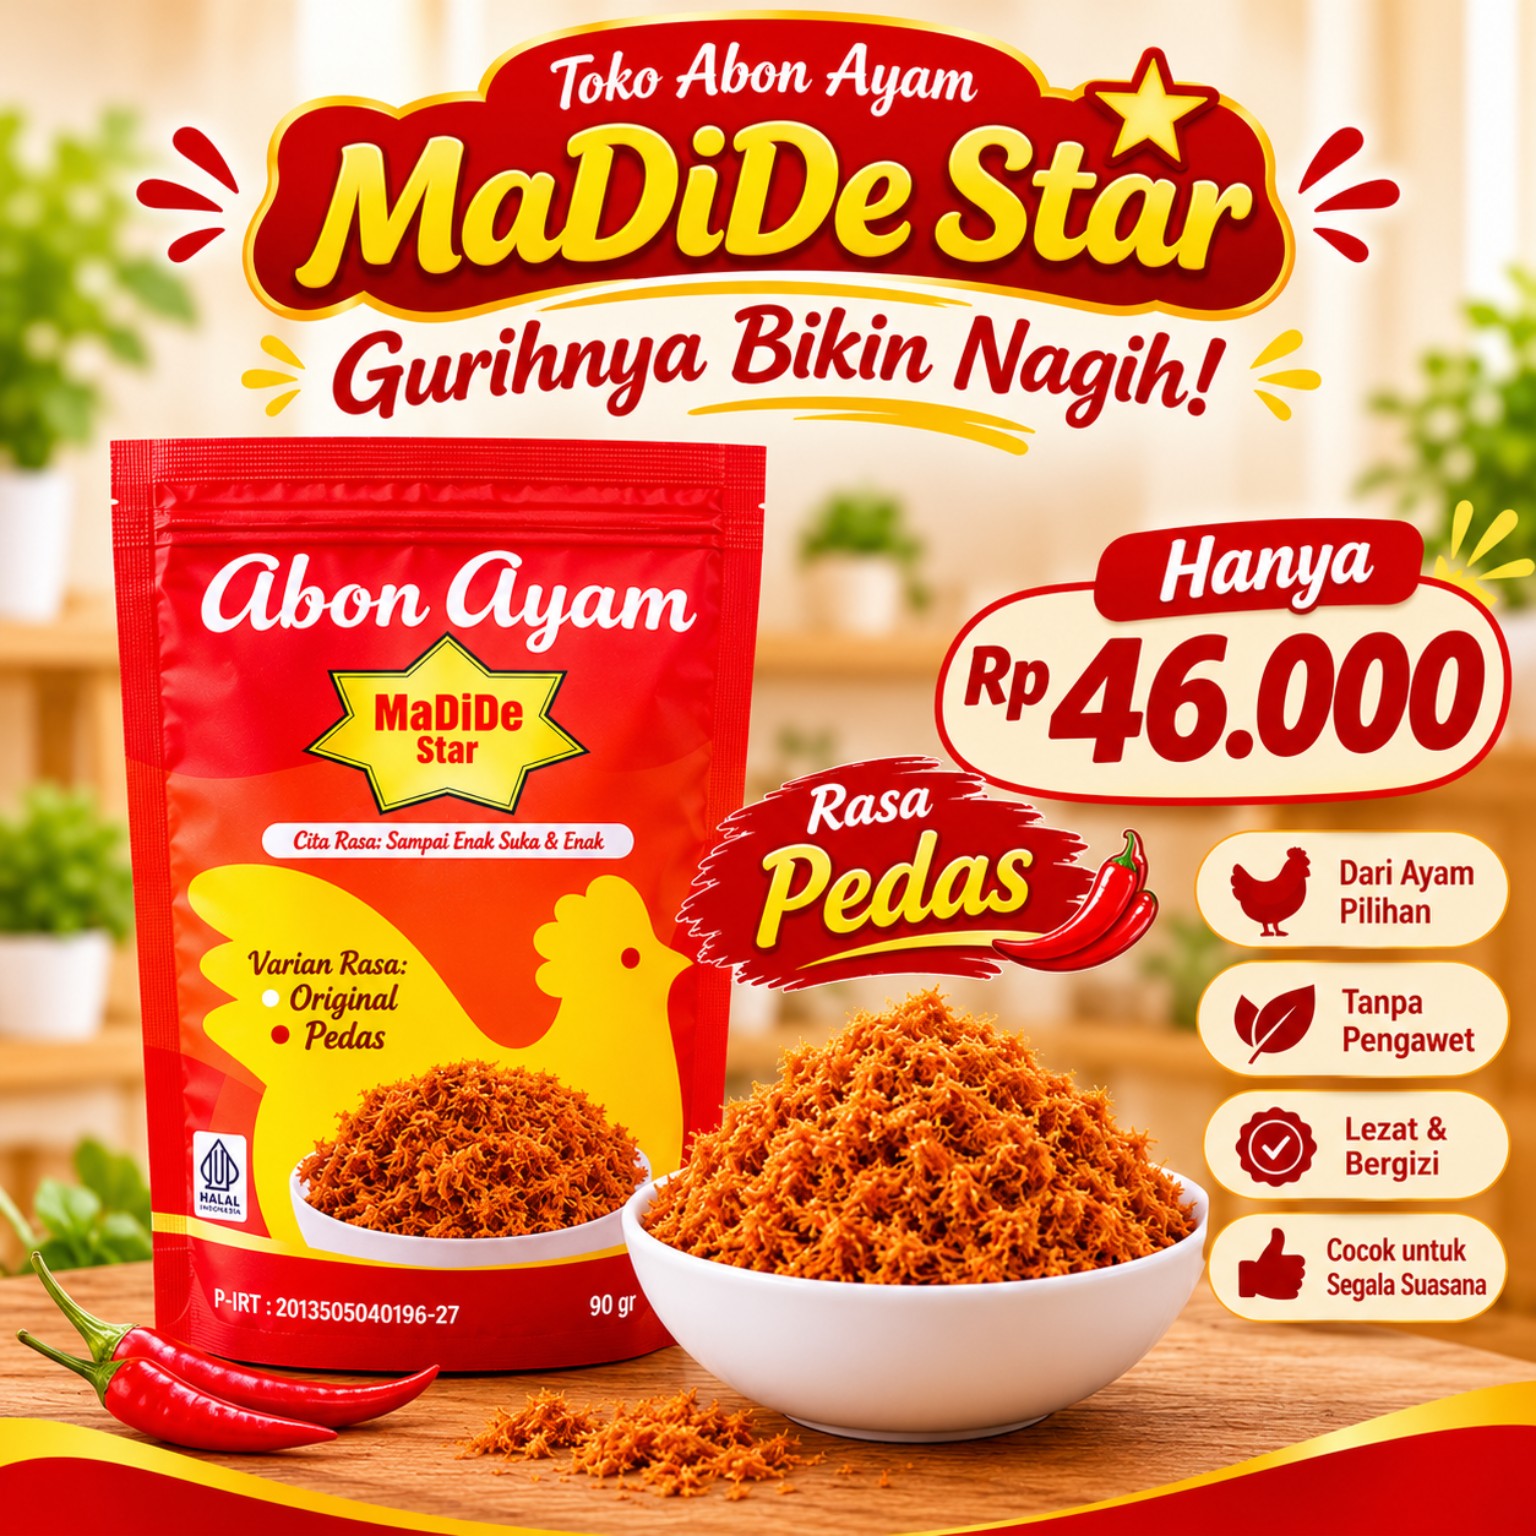 Toko Abon Ayam
MaDiDe Star
Gurihnya Bikin Nagih!
Abon Ayam
MaDiDe
Star
Cita Rasa: Sampai Enak Suka & Enak
Varian Rasa:
Original
Pedas
HALAL
INDONESIA
P-IRT : 2013505040196-27
90 gr
Hanya
Rp 46.000
Rasa
Pedas
Dari Ayam
Pilihan
Tanpa
Pengawet
Lezat &
Bergizi
Cocok untuk
Segala Suasana